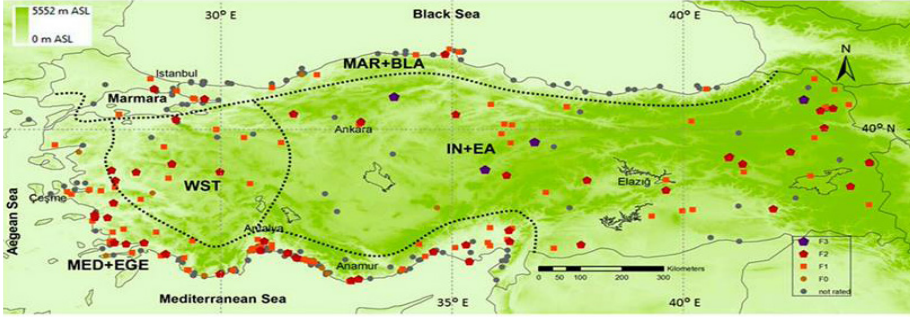 5552 m ASL
0 m ASL
30° E
Black Sea
40° E
Istanbul
MAR+BLA
N
Marmara
Ankara
IN+EA
40° N
WST
Elazığ
Çeşme
Aegean Sea
Antalya
MED+EGE
Anamur
F3
F2
F1
F0
not rated
Kilometers
0 50 100 200 300
Mediterranean Sea
35° E
40° E